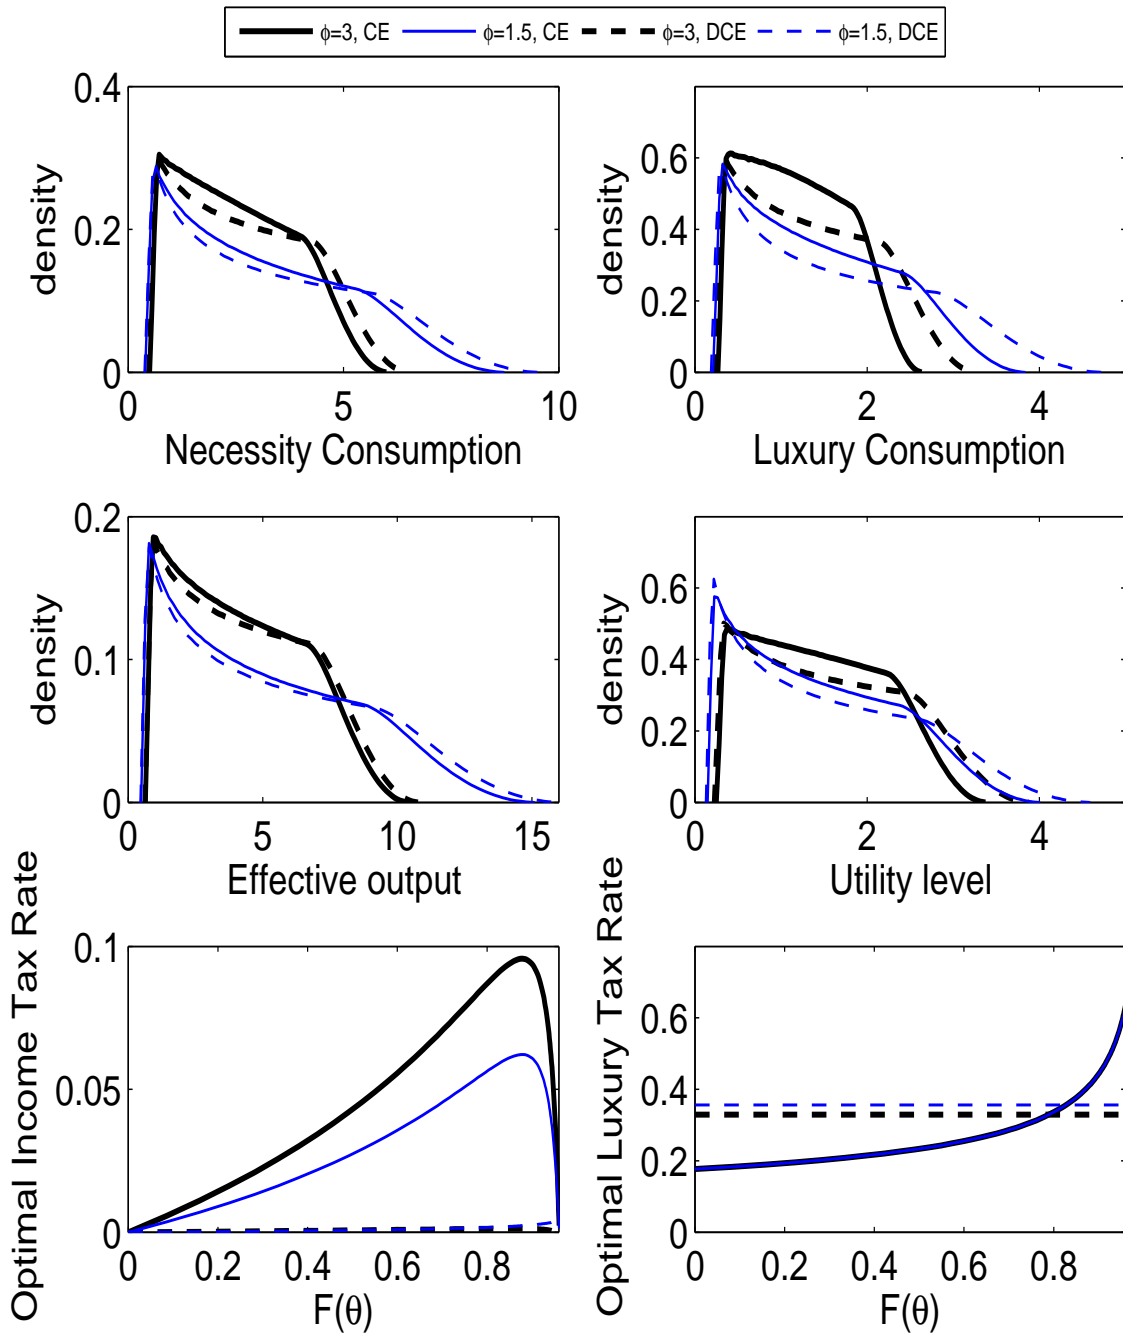 φ=3, CE φ=1.5, CE φ=3, DCE φ=1.5, DCE
density
0.4
0.2
0
0 5 10
Necessity Consumption
density
0.6
0.4
0.2
0
0 2 4
Luxury Consumption
density
0.2
0.1
0
0 5 10 15
Effective output
density
0.6
0.4
0.2
0
0 2 4
Utility level
Optimal Income Tax Rate
0.1
0.05
0
0 0.2 0.4 0.6 0.8
F(θ)
Optimal Luxury Tax Rate
0.6
0.4
0.2
0
0 0.2 0.4 0.6 0.8
F(θ)